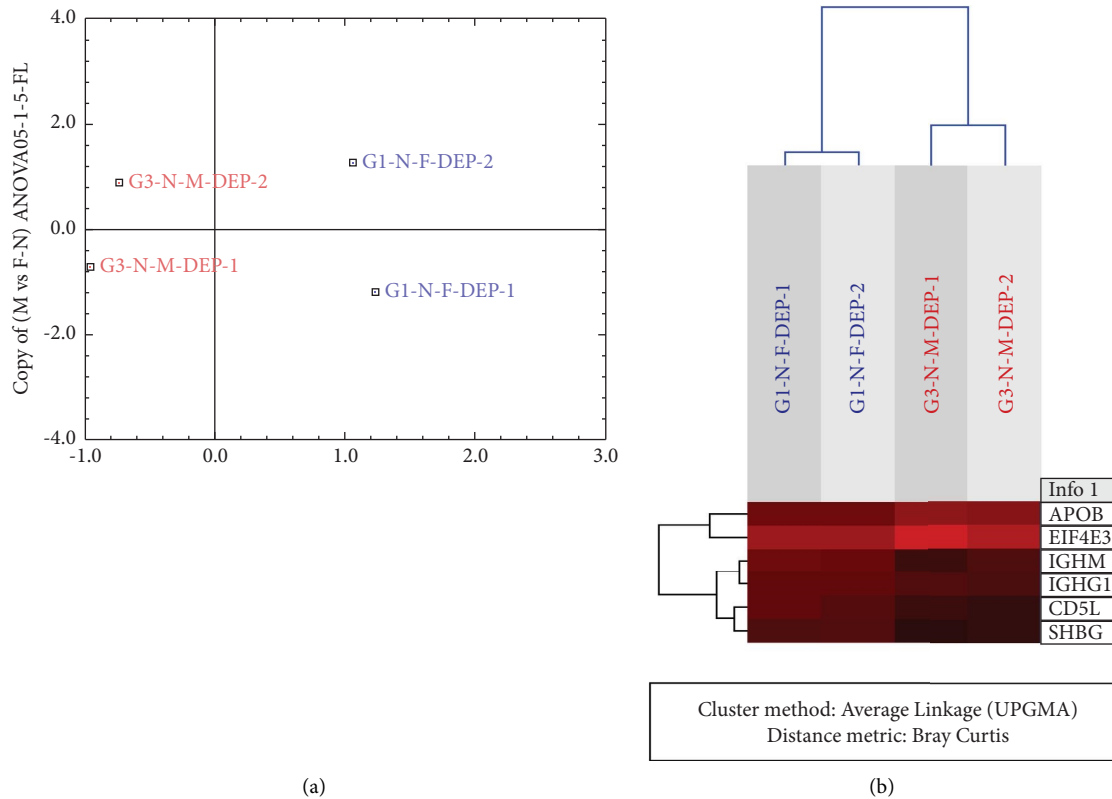 Copy of (M vs F-N) ANOVA05-1-5-FL
4.0
2.0
0.0
-2.0
-4.0
-1.0
0.0
1.0
2.0
3.0
G1-N-F-DEP-2
G3-N-M-DEP-2
G3-N-M-DEP-1
G1-N-F-DEP-1
(a)
G1-N-F-DEP-1
G1-N-F-DEP-2
G3-N-M-DEP-1
G3-N-M-DEP-2
Info 1
APOB
EIF4E3
IGHM
IGHG1
CD5L
SHBG
Cluster method: Average Linkage (UPGMA)
Distance metric: Bray Curtis
(b)